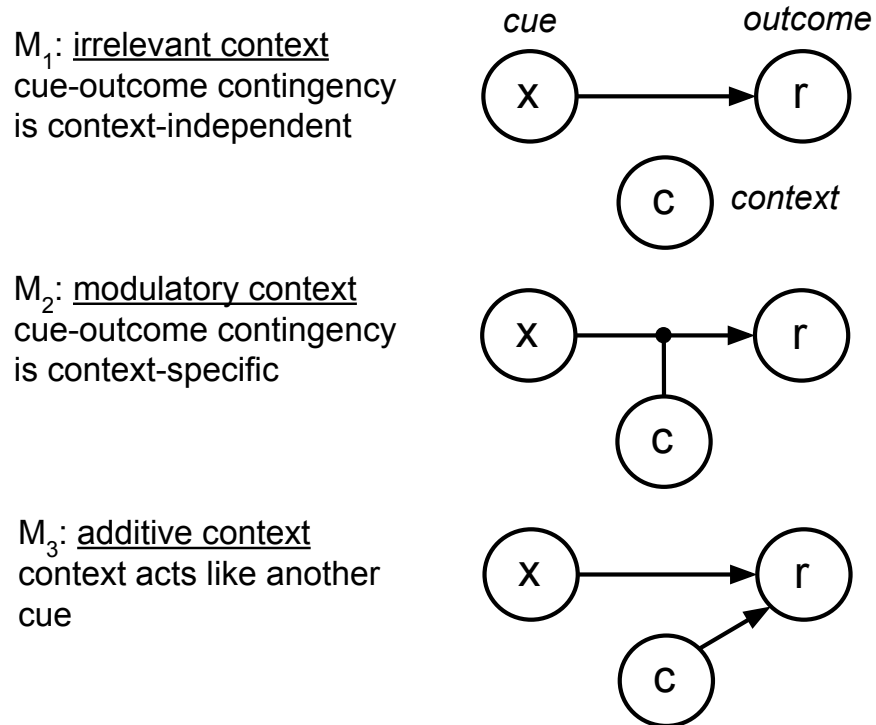 cue outcome
M₁: irrelevant context
cue-outcome contingency
is context-independent
x r
c context
M₂: modulatory context
cue-outcome contingency
is context-specific
x r
c
M₃: additive context
context acts like another
cue
x r
c